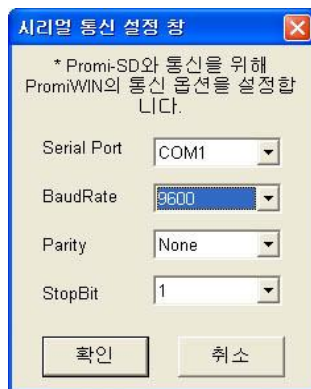 시리얼 통신 설정 창
* Promi-SD와 통신을 위해
PromiWIN의 통신 옵션을 설정합
니다.
Serial Port COM1
BaudRate 9600
Parity None
StopBit 1
확인 취소